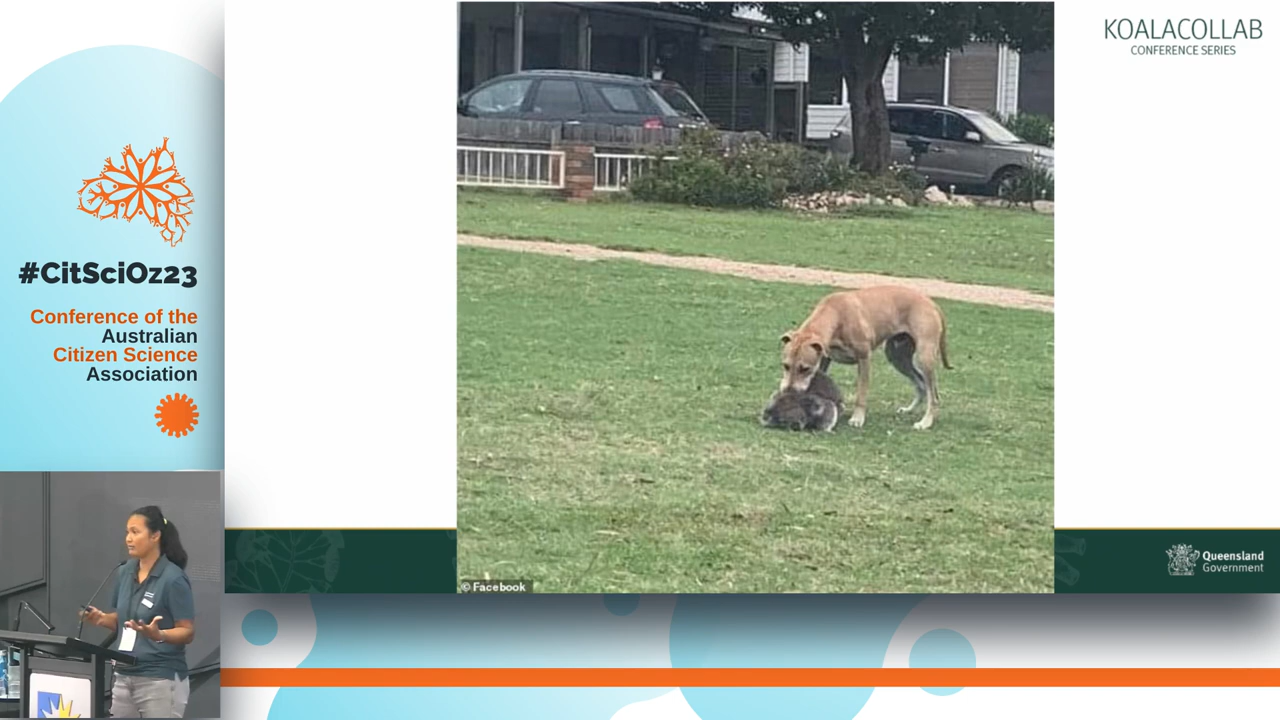 #CitSciOz23
Conference of the
Australian
Citizen Science
Association
KOALACOLLAB
CONFERENCE SERIES
© Facebook
Queensland
Government